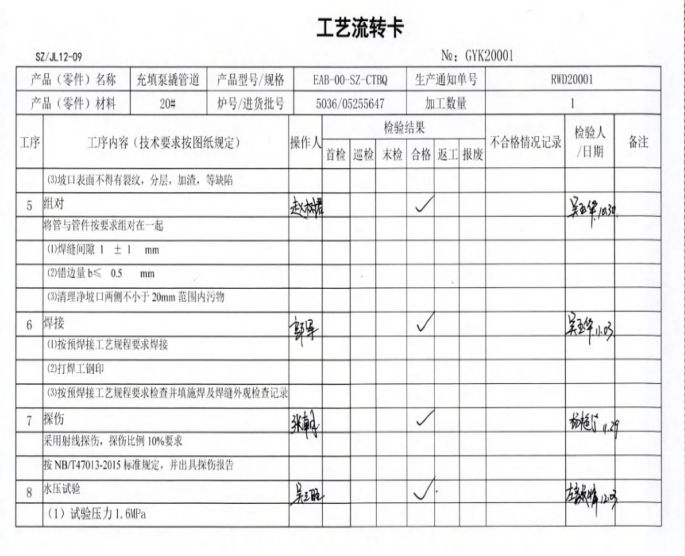 工艺流转卡
SZ/JL12-09 №：GYK20001
产品（零件）名称 充填泵撬管道 产品型号/规格 EAB-00-SZ-CTBQ 生产通知单号 RWD20001
产品（零件）材料 20# 炉号/进货批号 5036/05255647 加工数量 1
工序 工序内容（技术要求按图纸规定） 操作人 检验结果 不合格情况记录 检验人/日期 备注
首检 巡检 末检 合格 返工 报废
⑶坡口表面不得有裂纹，分层，加渣，等缺陷
5 组对 ✓ 10.30
将管与管件按要求组对在一起
⑴焊缝间隙 1 ± 1 mm
⑵错边量 b≤ 0.5 mm
⑶清理净坡口两侧不小于 20mm 范围内污物
6 焊接 ✓ 11.03
⑴按预焊接工艺规程要求焊接
⑵打焊工钢印
⑶按预焊接工艺规程要求检查并填施焊及焊缝外观检查记录
7 探伤 ✓ 11.29
采用射线探伤，探伤比例 10%要求
按 NB/T47013-2015 标准规定，并出具探伤报告
8 水压试验 ✓ 12.03
（1）试验压力 1.6MPa